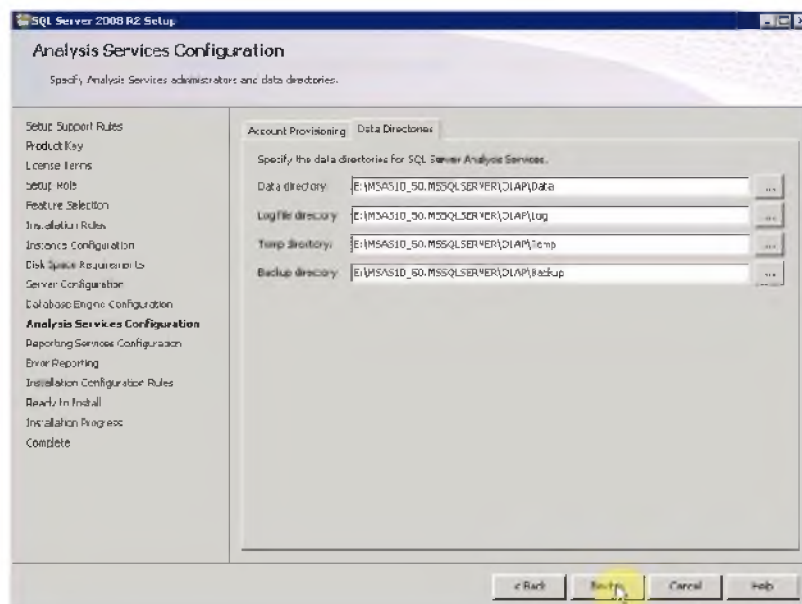 SQL Server 2008 R2 Setup
Analysis Services Configuration
Specify Analysis Services administrators and data directories.
Setup Support Rules
Product Key
License Terms
Setup Role
Feature Selection
Installation Rules
Instance Configuration
Disk Space Requirements
Server Configuration
Database Engine Configuration
Analysis Services Configuration
Reporting Services Configuration
Error Reporting
Installation Configuration Rules
Ready to Install
Installation Progress
Complete
Account Provisioning
Data Directories
Specify the data directories for SQL Server Analysis Services.
Data directory
E:\MSAS10_50.MSSQLSERVER\OLAP\Data
...
Log file directory
E:\MSAS10_50.MSSQLSERVER\OLAP\Log
...
Temp directory:
E:\MSAS10_50.MSSQLSERVER\OLAP\Temp
...
Backup directory
E:\MSAS10_50.MSSQLSERVER\OLAP\Backup
...
< Back
Next >
Cancel
Help